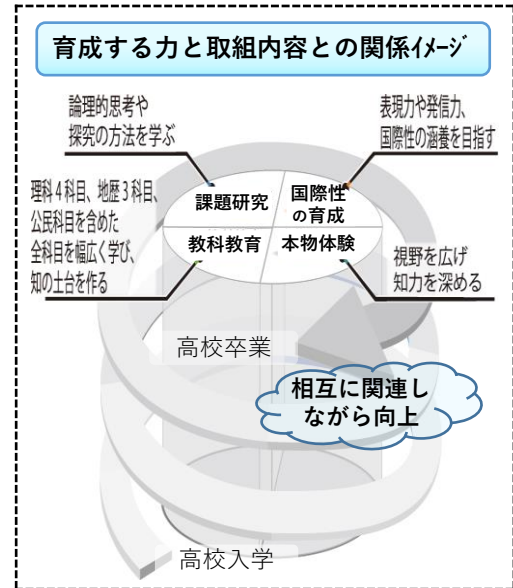 育成する力と取組内容との関係ｲﾒｰｼﾞ
論理的思考や
探究の方法を学ぶ
表現力や発信力、
国際性の涵養を目指す
理科４科目、地歴３科目、
公民科目を含めた
全科目を幅広く学び、
知の土台を作る
課題研究
国際性
の育成
教科教育
本物体験
視野を広げ
知力を深める
高校卒業
相互に関連し
ながら向上
高校入学